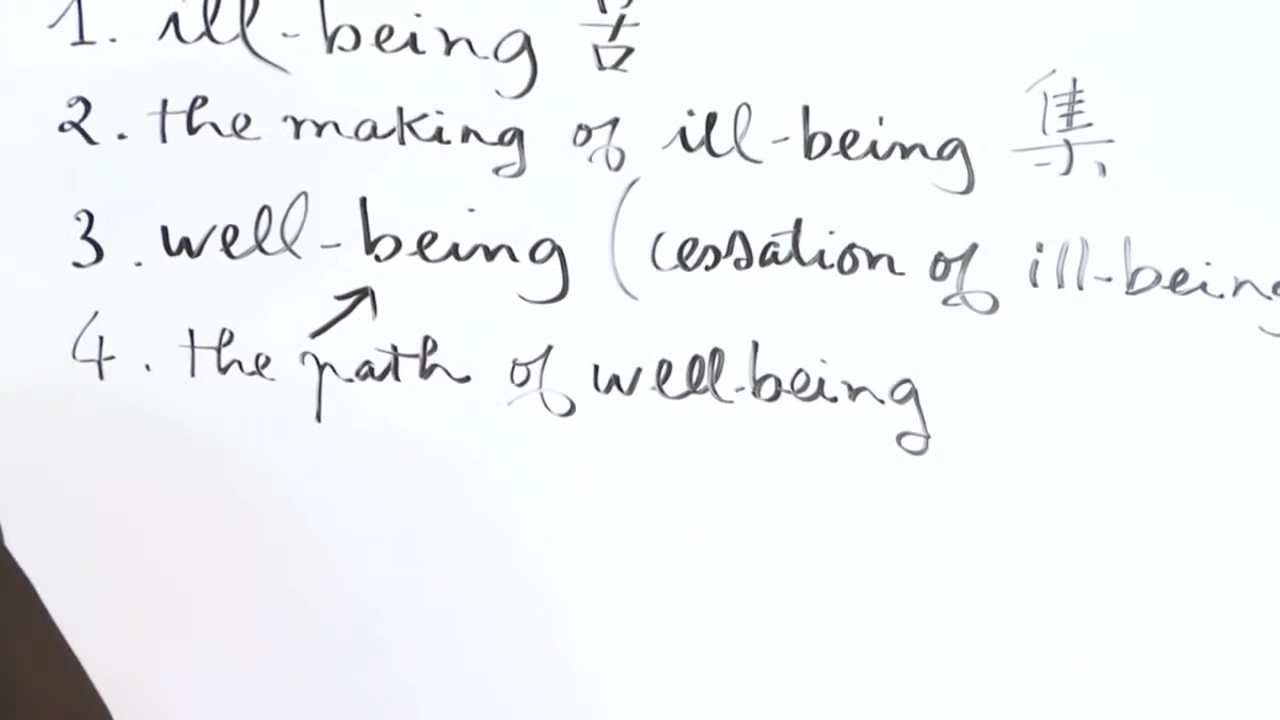 1. ill-being 苦
2. the making of ill-being 集
3. well-being (cessation of ill-being
4. the path of well-being